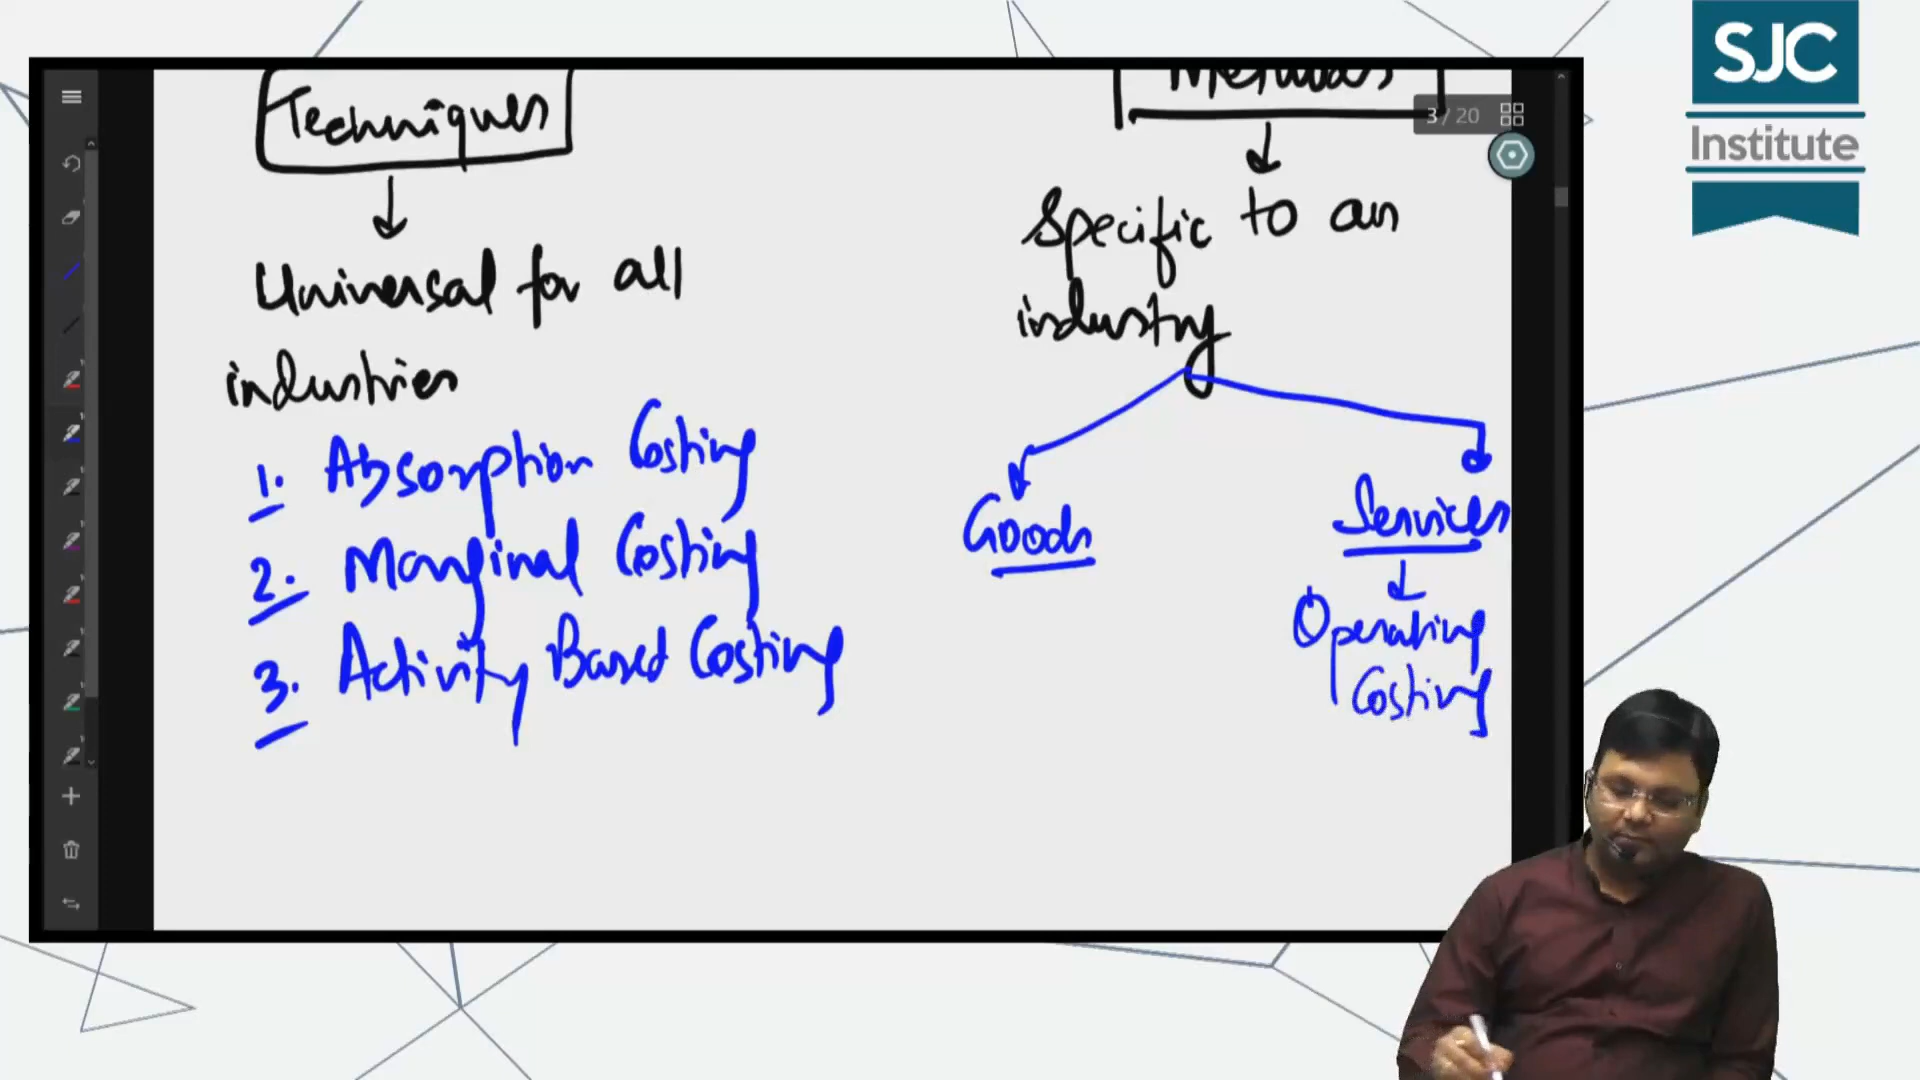 SJC
Institute
Techniques
Universal for all
industries
1. Absorption Costing
2. Marginal Costing
3. Activity Based Costing
Methods
3 / 20
Specific to an
industry
Goods
Services
Operating
Costing